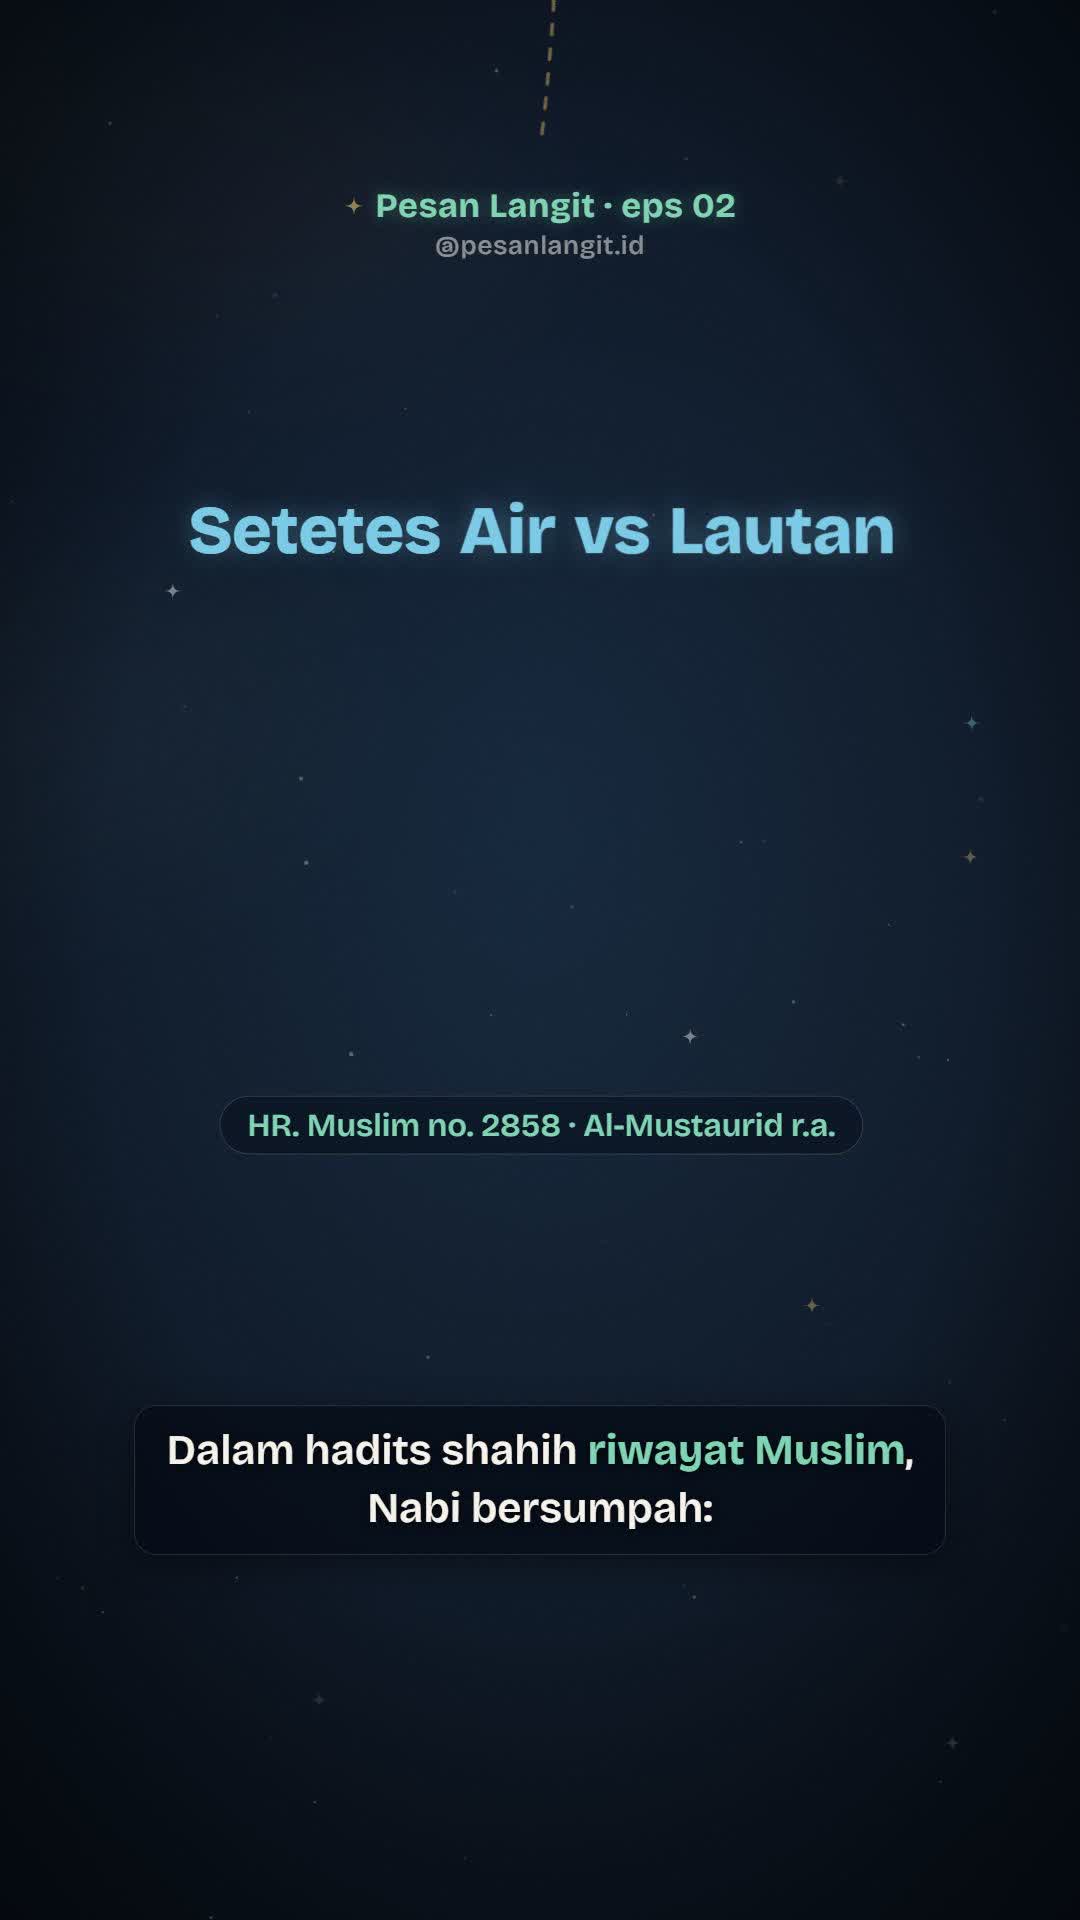 Pesan Langit · eps 02
@pesanlangit.id
Setetes Air vs Lautan
HR. Muslim no. 2858 · Al-Mustaurid r.a.
Dalam hadits shahih riwayat Muslim,
Nabi bersumpah: